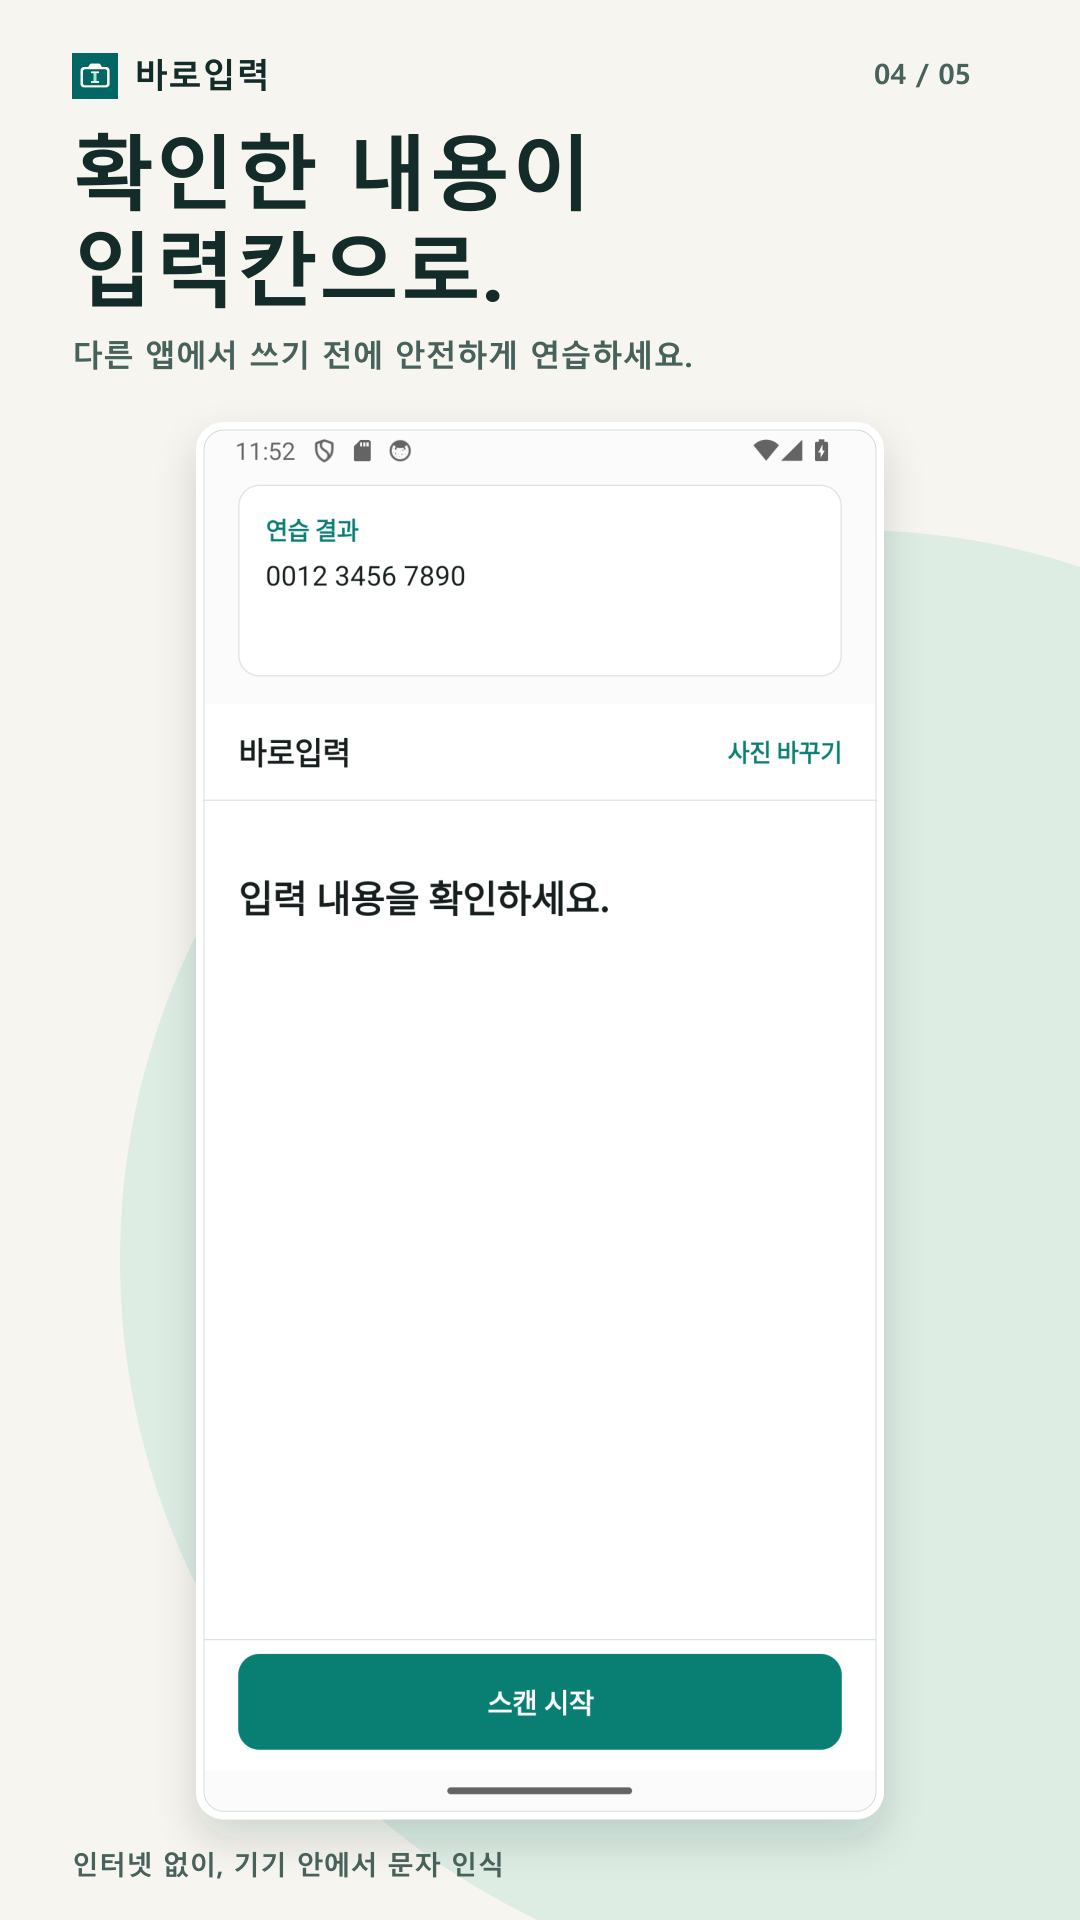 바로입력
04 / 05
확인한 내용이
입력칸으로.
다른 앱에서 쓰기 전에 안전하게 연습하세요.
11:52
연습 결과
0012 3456 7890
바로입력
사진 바꾸기
입력 내용을 확인하세요.
스캔 시작
인터넷 없이, 기기 안에서 문자 인식